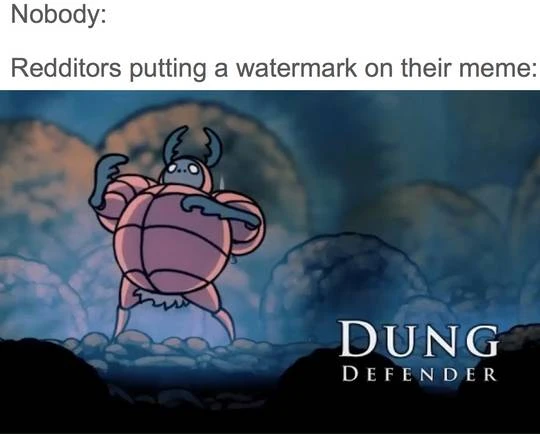 Nobody:
Redditors putting a watermark on their meme:
DUNG
DEFENDER